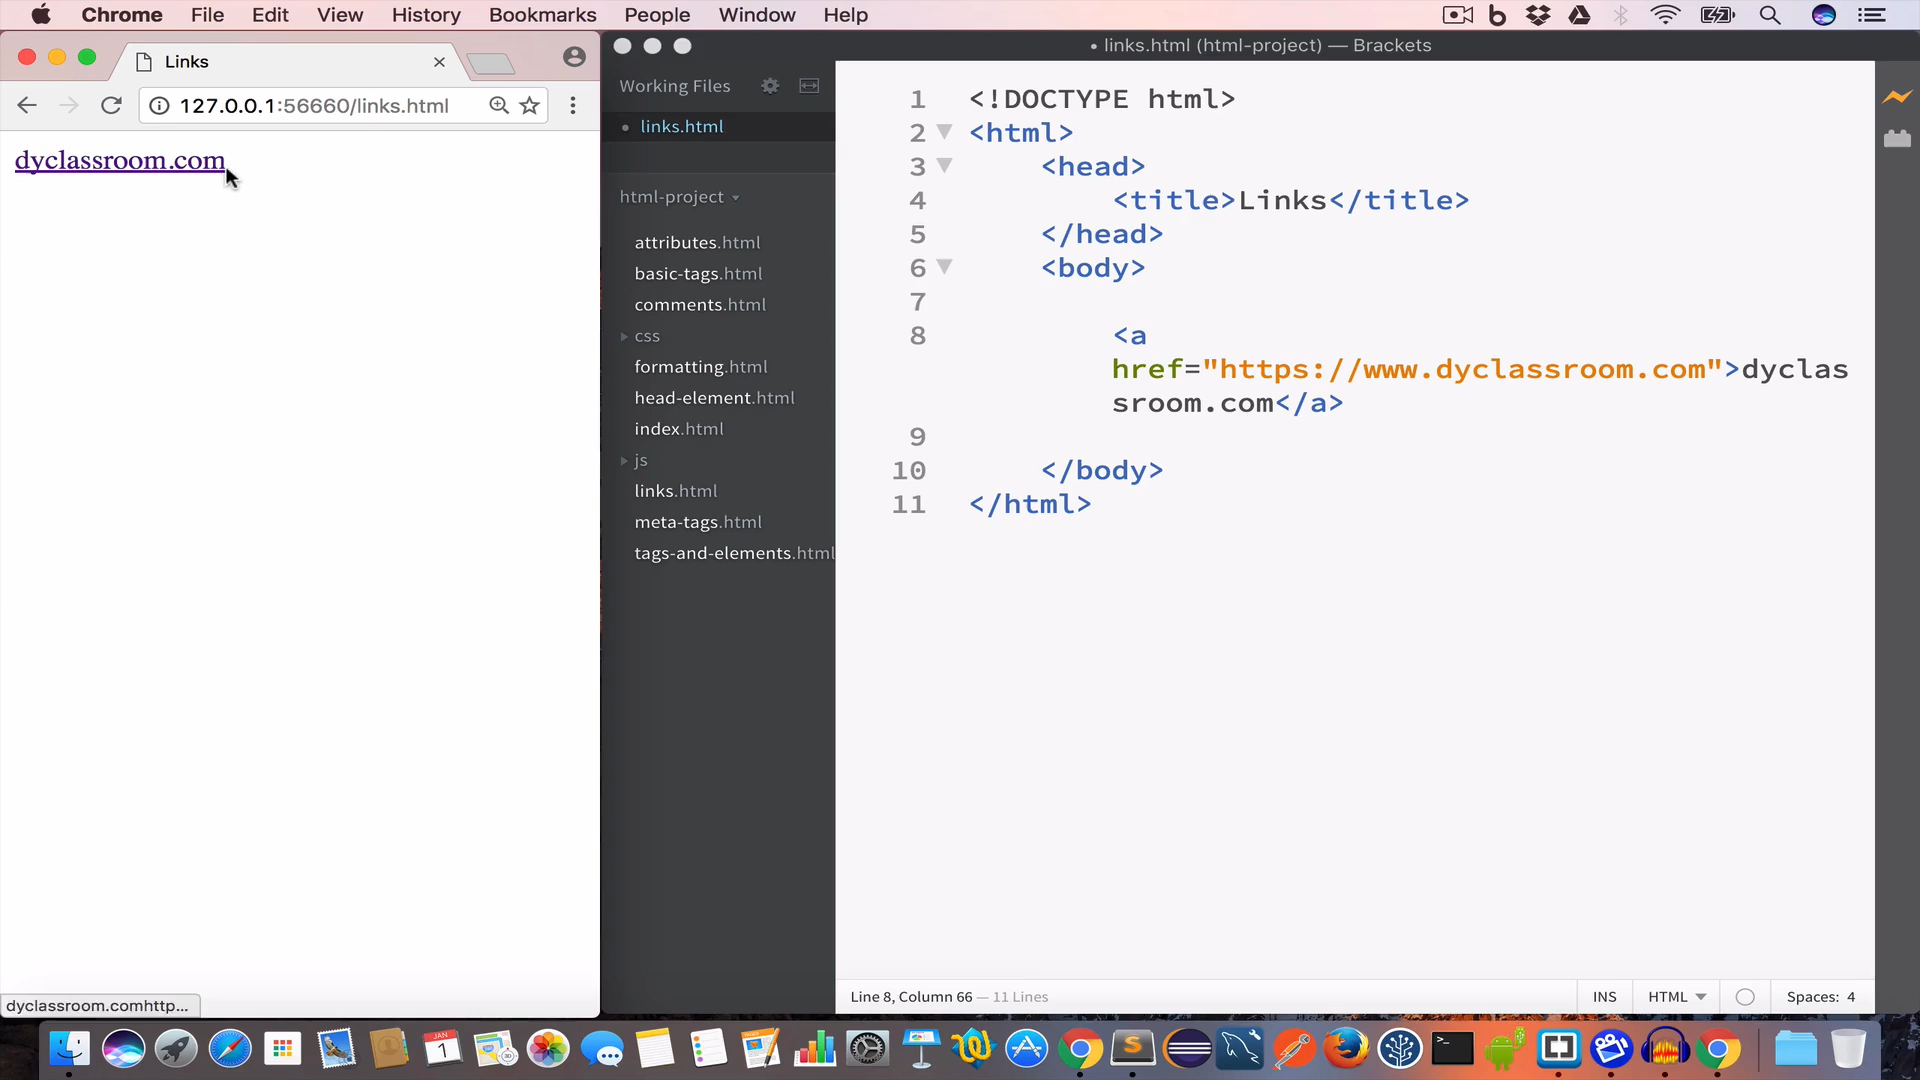 Chrome File Edit View History Bookmarks People Window Help
Links
127.0.0.1:56660/links.html
dyclassroom.com
dyclassroom.comhttp...
• links.html (html-project) — Brackets
Working Files
links.html
html-project
attributes.html
basic-tags.html
comments.html
css
formatting.html
head-element.html
index.html
js
links.html
meta-tags.html
tags-and-elements.html
1 <!DOCTYPE html>
2 <html>
3 <head>
4 <title>Links</title>
5 </head>
6 <body>
7
8 <a
href="https://www.dyclassroom.com">dyclas
sroom.com</a>
9
10 </body>
11 </html>
Line 8, Column 66 — 11 Lines
INS HTML Spaces: 4
JAN
1